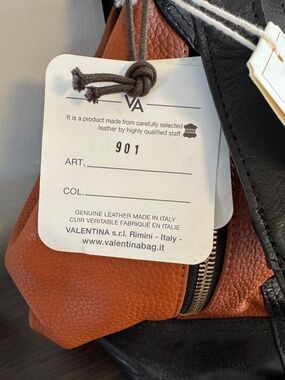 VA
It is a product made from carefully selected
leather by highly qualified staff.
901
ART.
COL.
GENUINE LEATHER MADE IN ITALY
CUIR VERITABLE FABRIQUÉ EN ITALIE
VALENTINA s.r.l. Rimini - Italy -
www.valentinabag.it